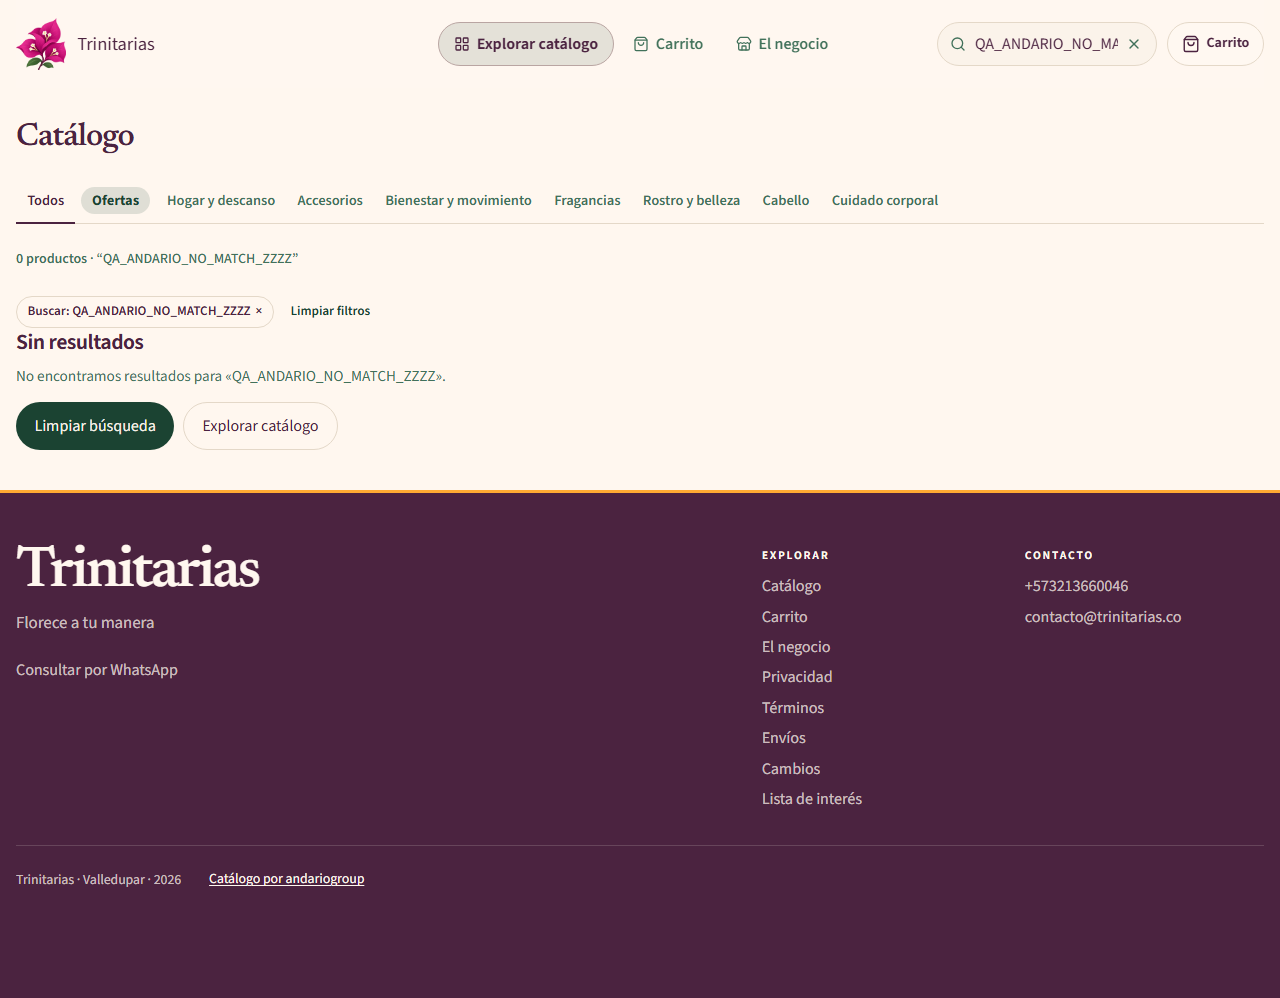 Trinitarias
Explorar catálogo
Carrito
El negocio
QA_ANDARIO_NO_MA
Carrito
Catálogo
Todos
Ofertas
Hogar y descanso
Accesorios
Bienestar y movimiento
Fragancias
Rostro y belleza
Cabello
Cuidado corporal
0 productos · “QA_ANDARIO_NO_MATCH_ZZZZ”
Buscar: QA_ANDARIO_NO_MATCH_ZZZZ ×
Limpiar filtros
Sin resultados
No encontramos resultados para «QA_ANDARIO_NO_MATCH_ZZZZ».
Limpiar búsqueda
Explorar catálogo
Trinitarias
Florece a tu manera
Consultar por WhatsApp
EXPLORAR
Catálogo
Carrito
El negocio
Privacidad
Términos
Envíos
Cambios
Lista de interés
CONTACTO
+573213660046
contacto@trinitarias.co
Trinitarias · Valledupar · 2026
Catálogo por andariogroup